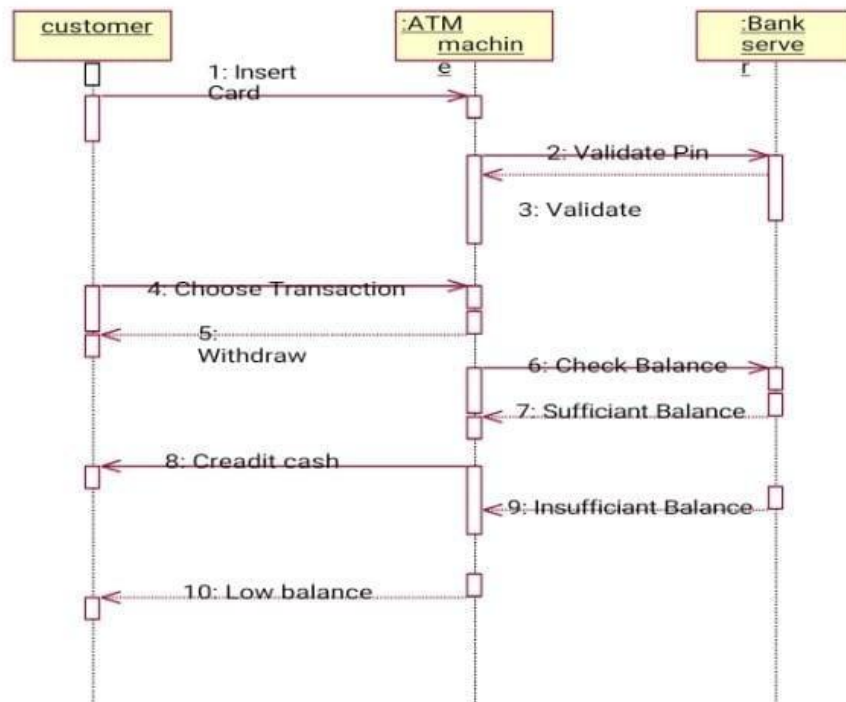 customer
:ATM
machin
e
:Bank
serve
r
1: Insert
Card
2: Validate Pin
3: Validate
4: Choose Transaction
5:
Withdraw
6: Check Balance
7: Sufficiant Balance
8: Creadit cash
9: Insufficiant Balance
10: Low balance